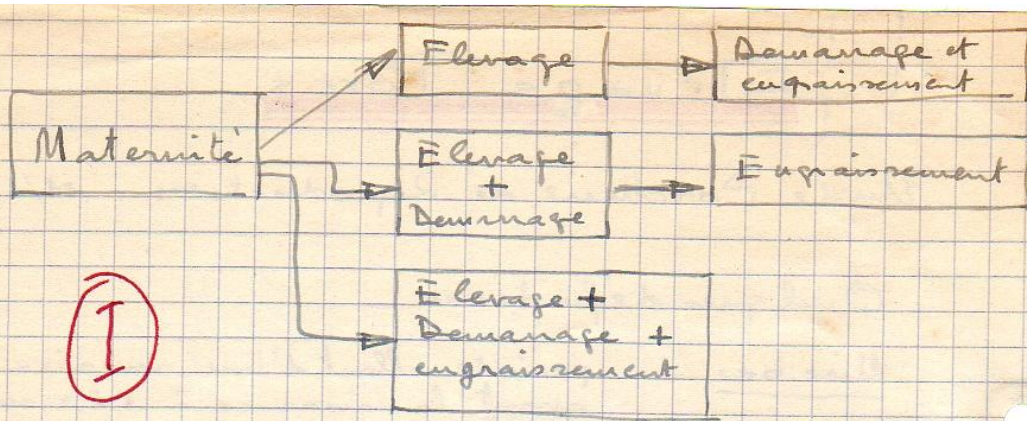 Elevage
Demarrage et
engraissement
Maternité
Elevage
+
Demarrage
Engraissement
Elevage +
Demarrage +
engraissement
I